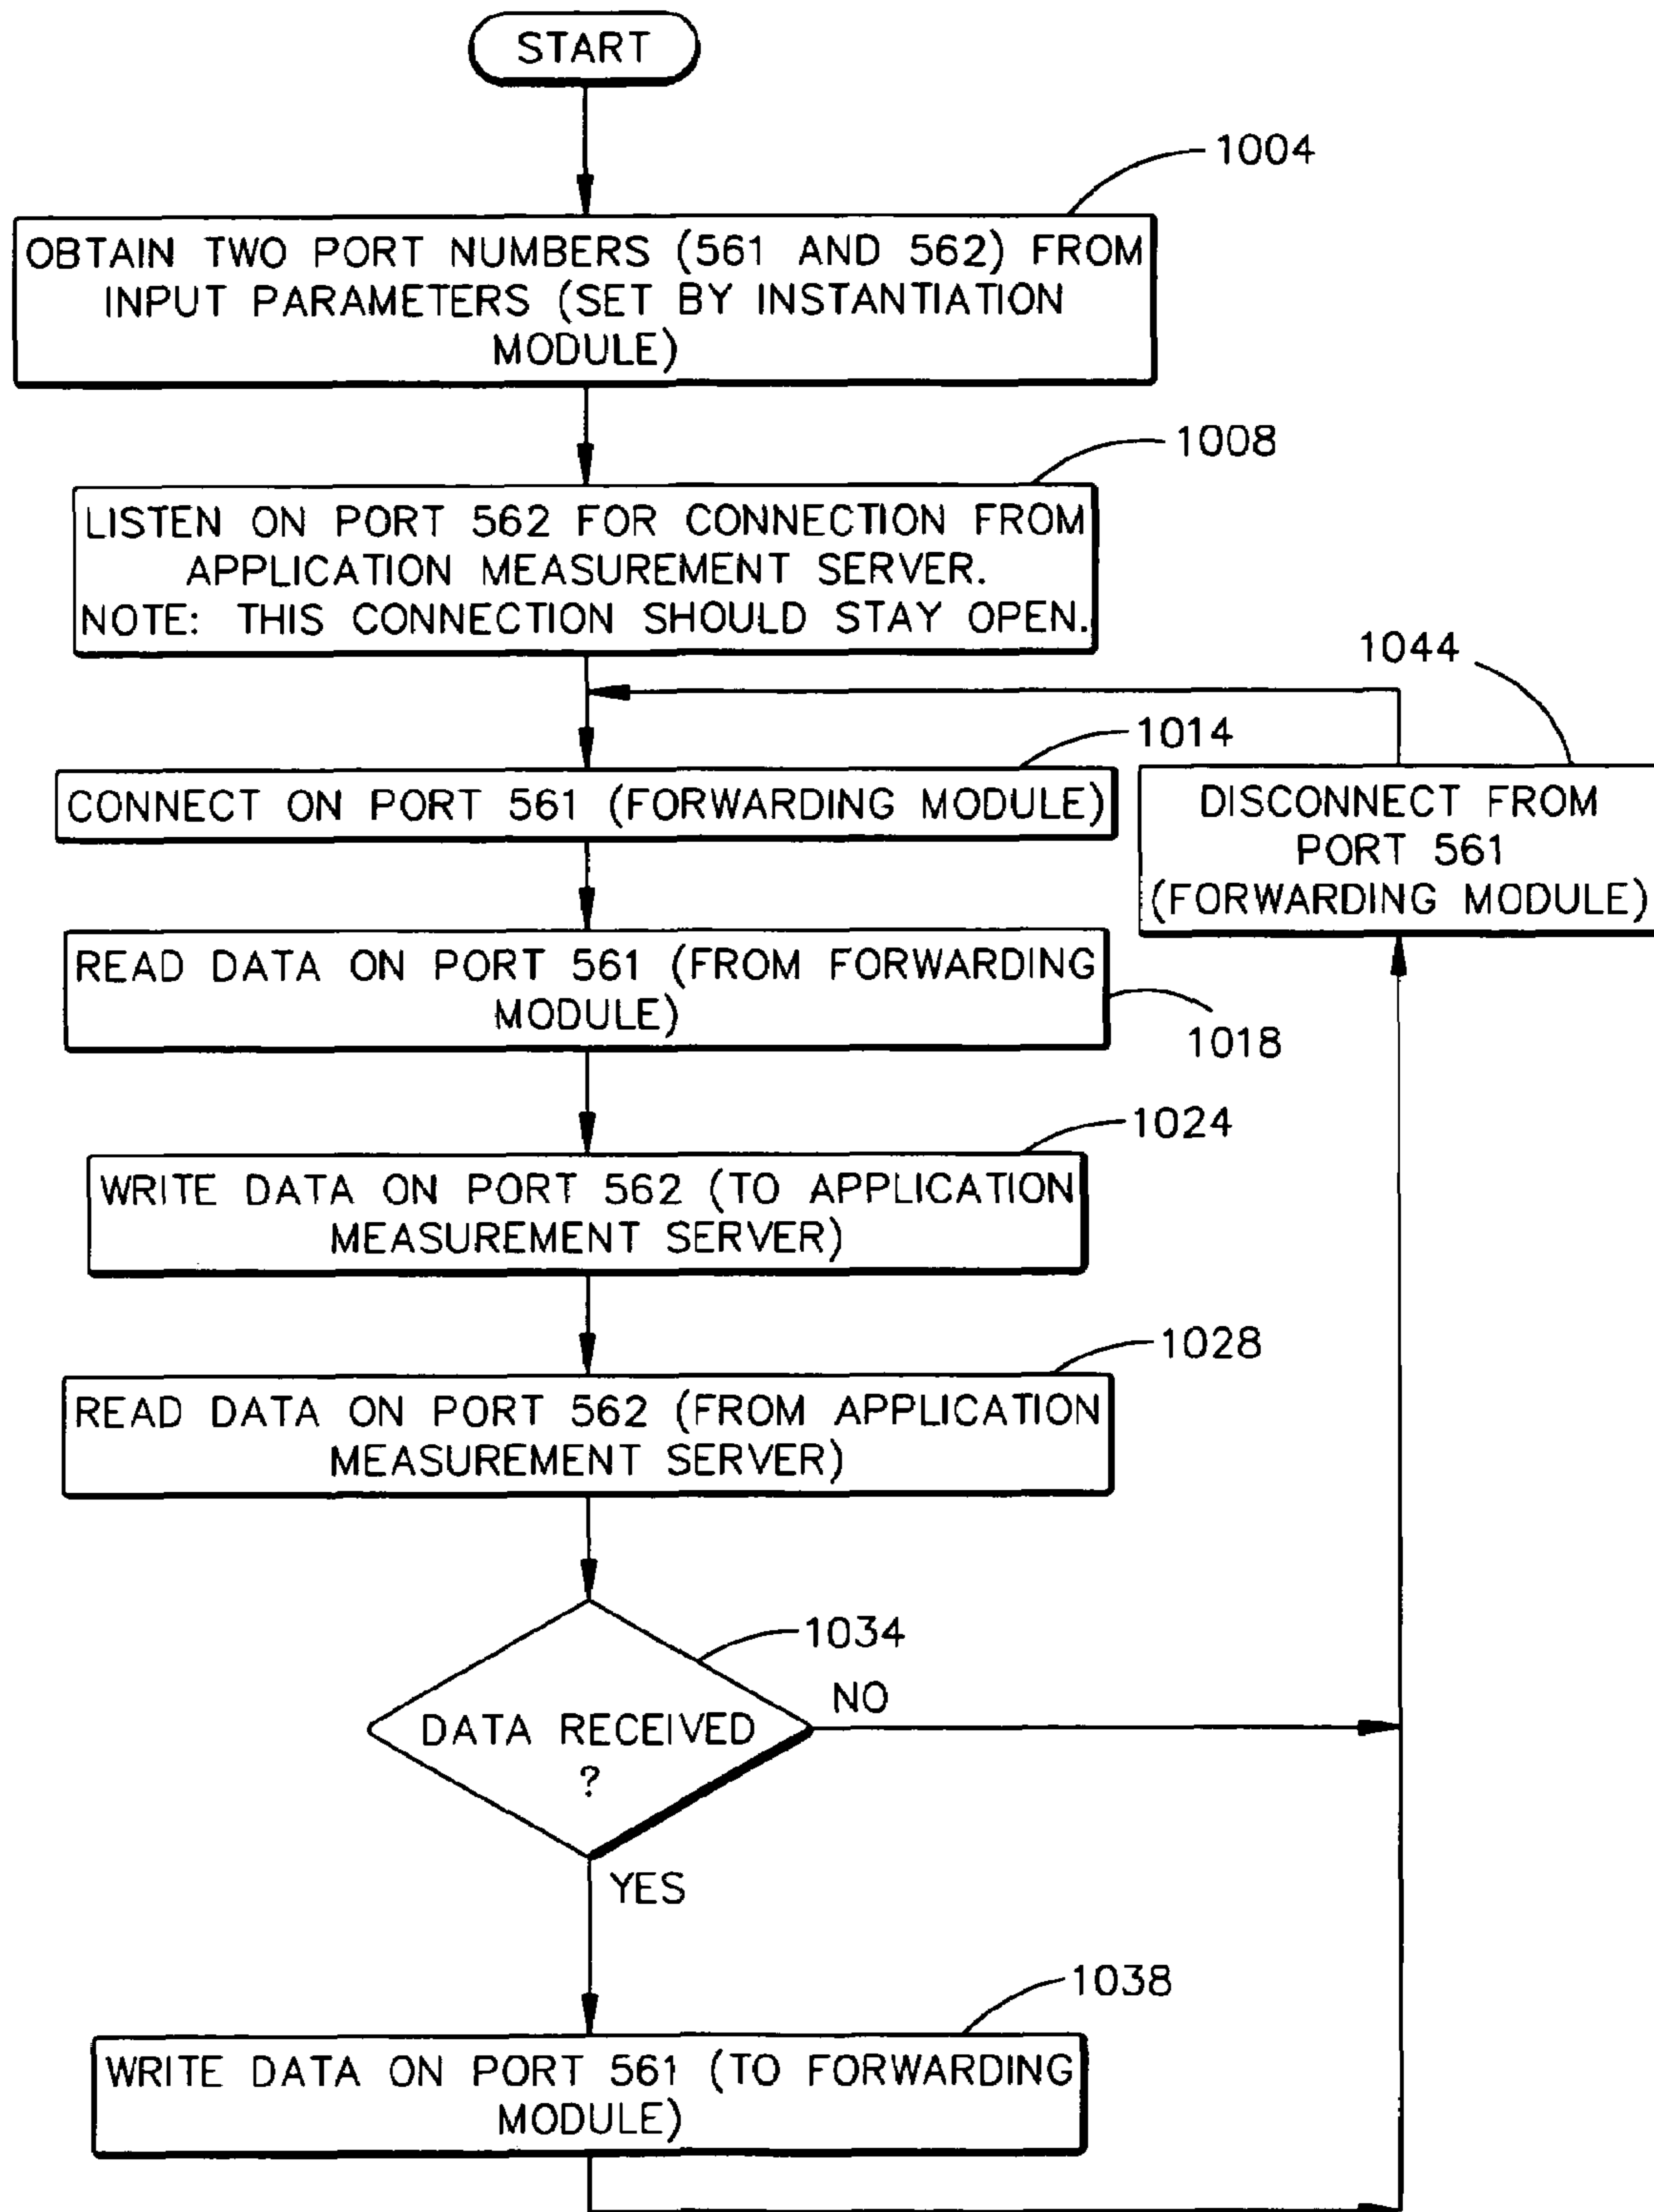 START
1004
OBTAIN TWO PORT NUMBERS (561 AND 562) FROM
INPUT PARAMETERS (SET BY INSTANTIATION
MODULE)
1008
LISTEN ON PORT 562 FOR CONNECTION FROM
APPLICATION MEASUREMENT SERVER.
NOTE: THIS CONNECTION SHOULD STAY OPEN.
1044
1014
CONNECT ON PORT 561 (FORWARDING MODULE)
DISCONNECT FROM
PORT 561
(FORWARDING MODULE)
READ DATA ON PORT 561 (FROM FORWARDING
MODULE)
1018
1024
WRITE DATA ON PORT 562 (TO APPLICATION
MEASUREMENT SERVER)
1028
READ DATA ON PORT 562 (FROM APPLICATION
MEASUREMENT SERVER)
1034
NO
DATA RECEIVED
?
YES
1038
WRITE DATA ON PORT 561 (TO FORWARDING
MODULE)